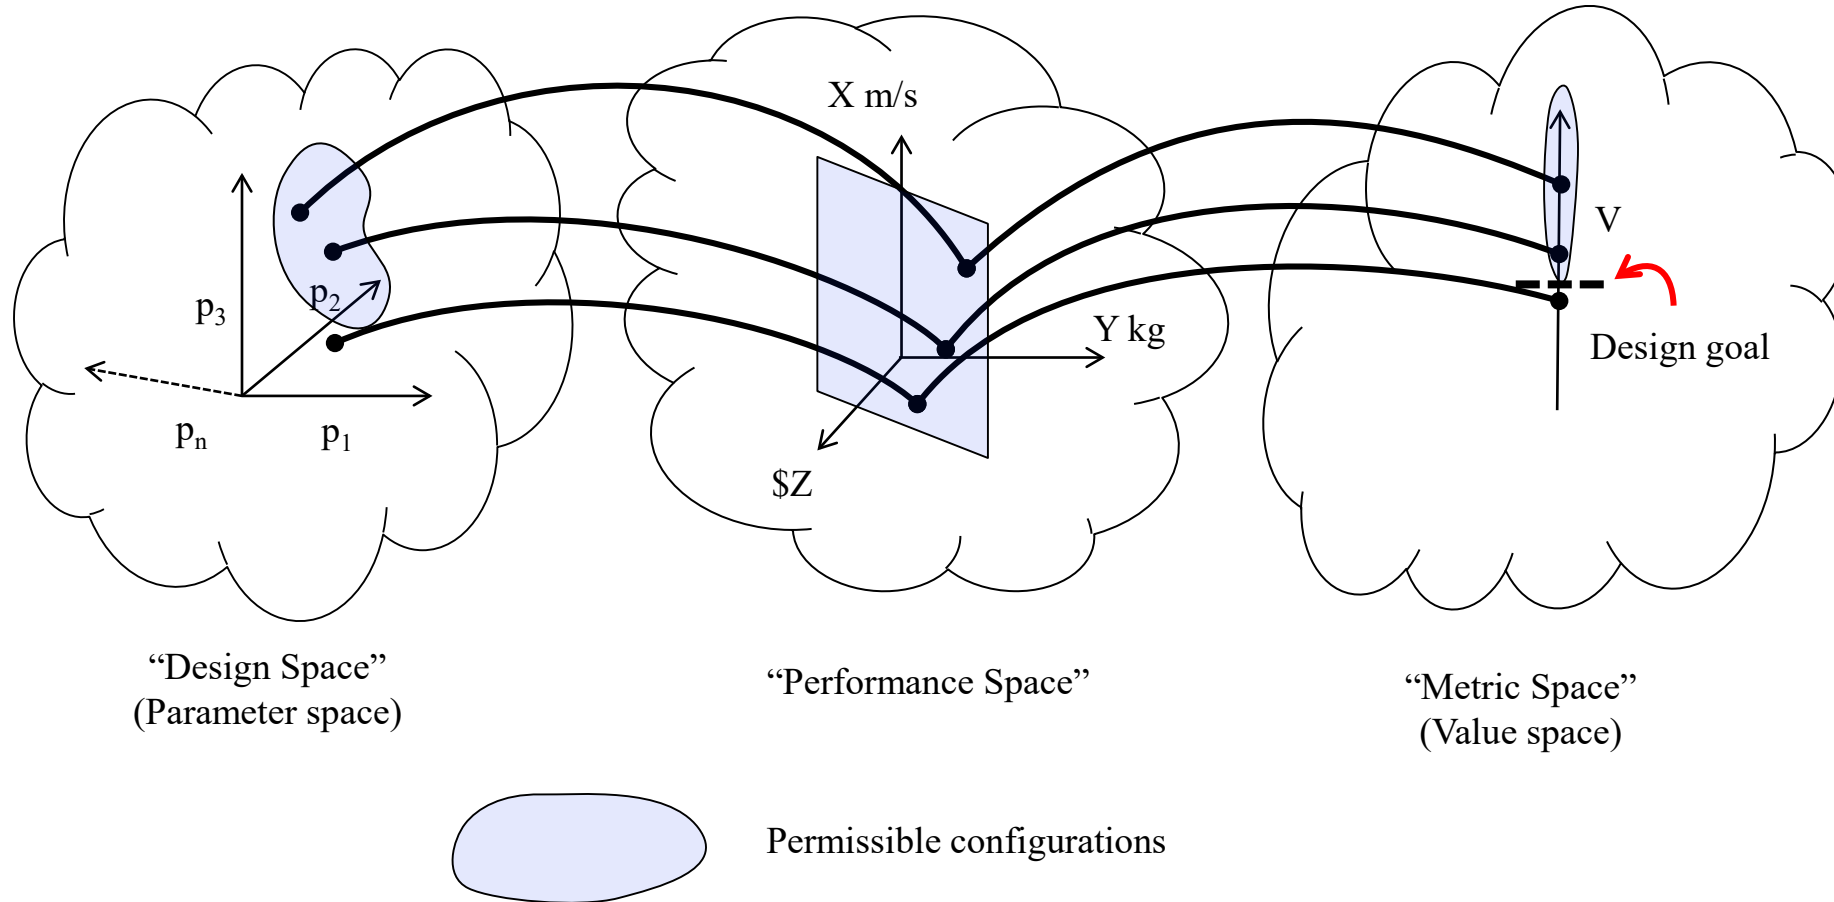 X m/s
V
p2
p3
Y kg
Design goal
pn
p1
$Z
“Design Space”
(Parameter space)
“Performance Space”
“Metric Space”
(Value space)
Permissible configurations